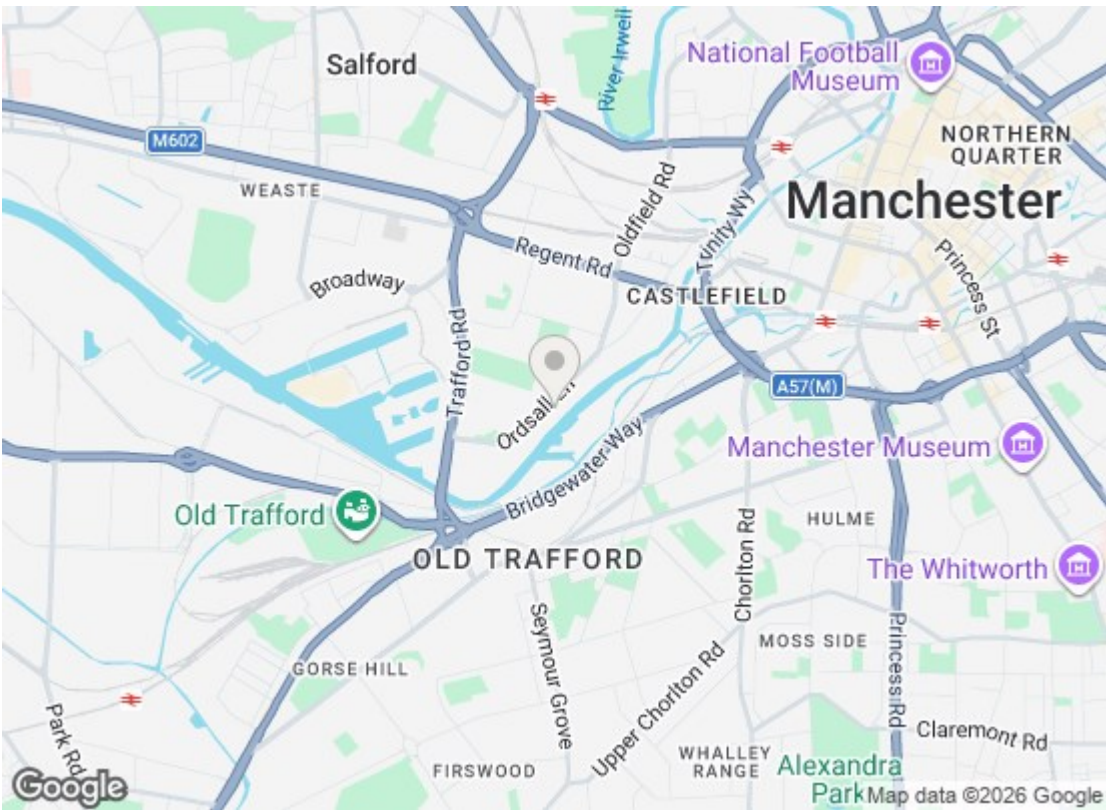 Salford
River Irwell
National Football
Museum
NORTHERN
QUARTER
M602
WEASTE
Manchester
Oldfield Rd
Trinity Wy
Regent Rd
Princess St
Broadway
CASTLEFIELD
Trafford Rd
A57(M)
Ordsall Ln
Manchester Museum
Bridgewater Way
Old Trafford
HULME
OLD TRAFFORD
Chorlton Rd
The Whitworth
Seymour Grove
MOSS SIDE
Princess Rd
GORSE HILL
Upper Chorlton Rd
Park Rd
Claremont Rd
WHALLEY
RANGE
FIRSWOOD
Alexandra
Park
Google
Map data ©2026 Google